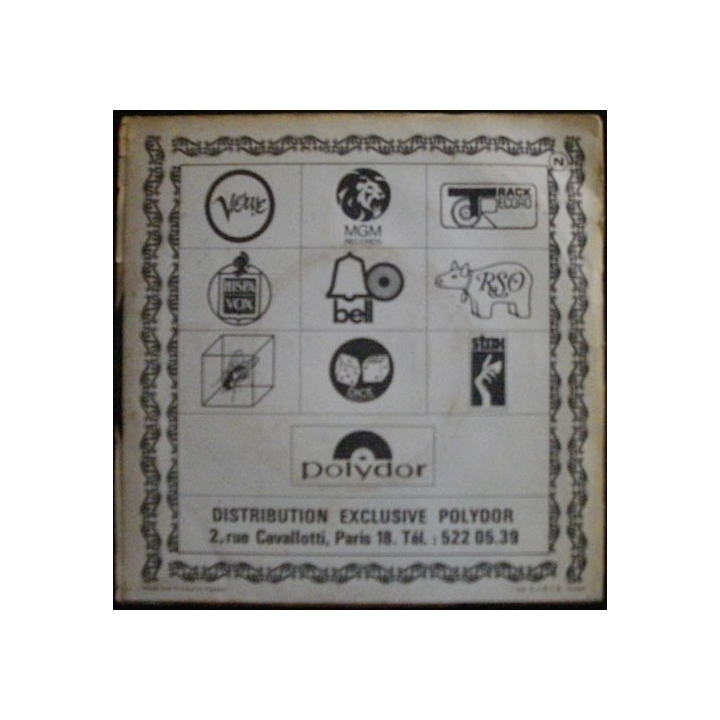 N
Verve
MGM
RECORDS
TRACK
RECORD
HISPA
VOX
bell
RSO
DICE
STAX
polydor
DISTRIBUTION EXCLUSIVE POLYDOR
2, rue Cavallotti, Paris 18. Tél. : 522 05.39